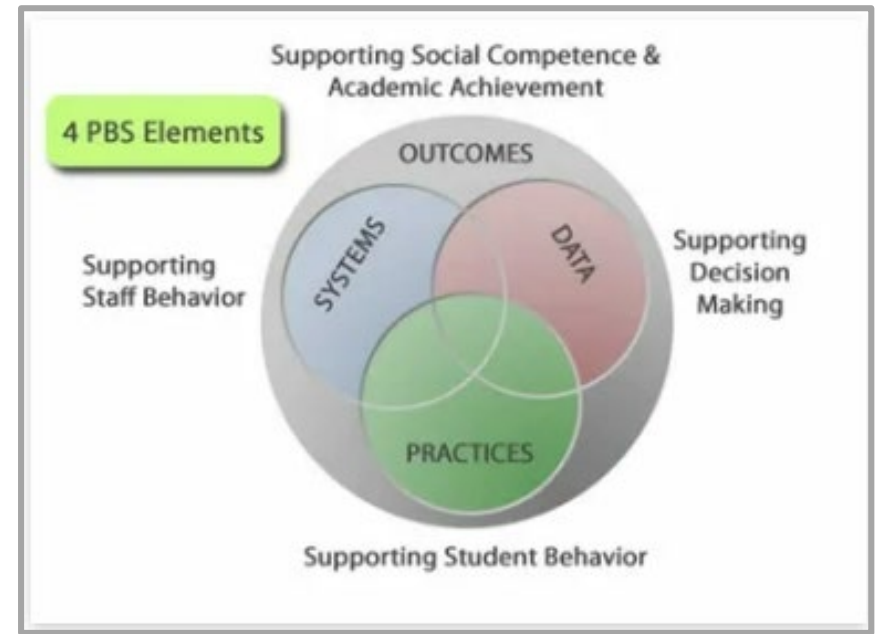 Supporting Social Competence &
Academic Achievement
4 PBS Elements
OUTCOMES
SYSTEMS
DATA
Supporting
Staff Behavior
Supporting
Decision
Making
PRACTICES
Supporting Student Behavior